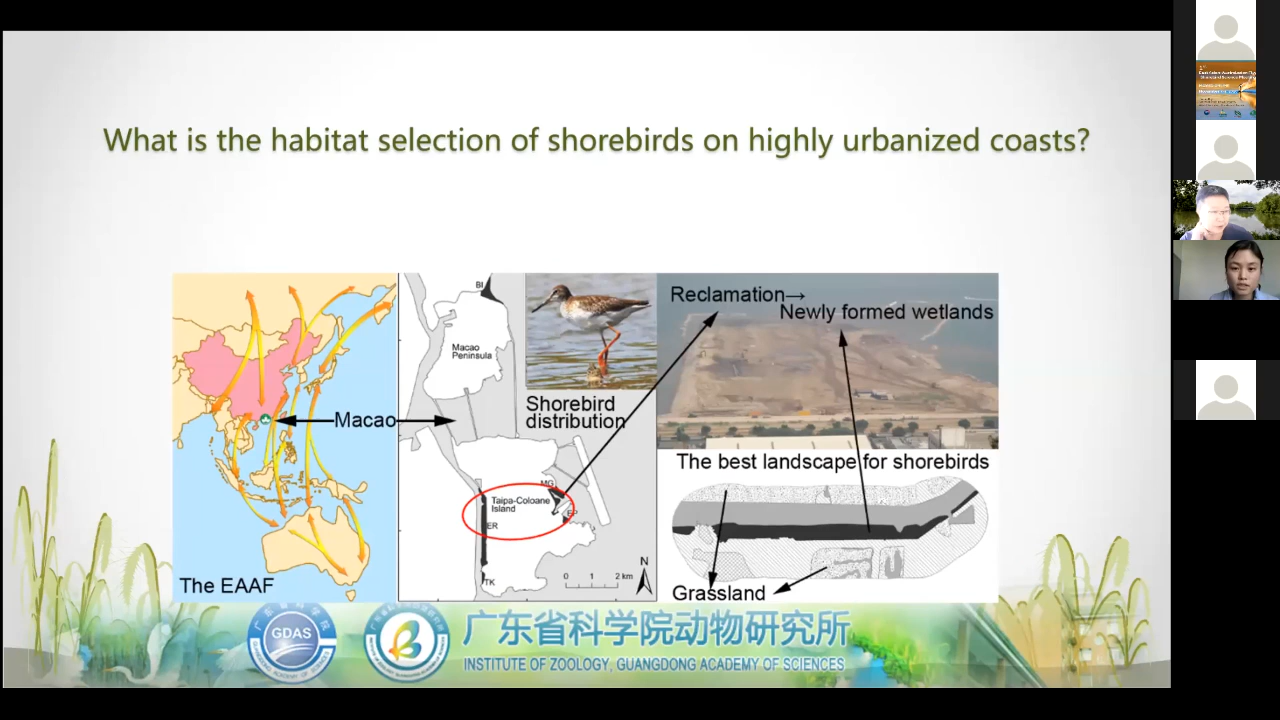 What is the habitat selection of shorebirds on highly urbanized coasts?
BI
Macao
Peninsula
Macao
Shorebird
distribution
Reclamation→
Newly formed wetlands
The best landscape for shorebirds
MG
Taipa-Coloane
Island
EP
ER
TK
N
0 1 2 km
The EAAF
Grassland
GDAS
广东省科学院动物研究所
INSTITUTE OF ZOOLOGY, GUANGDONG ACADEMY OF SCIENCES